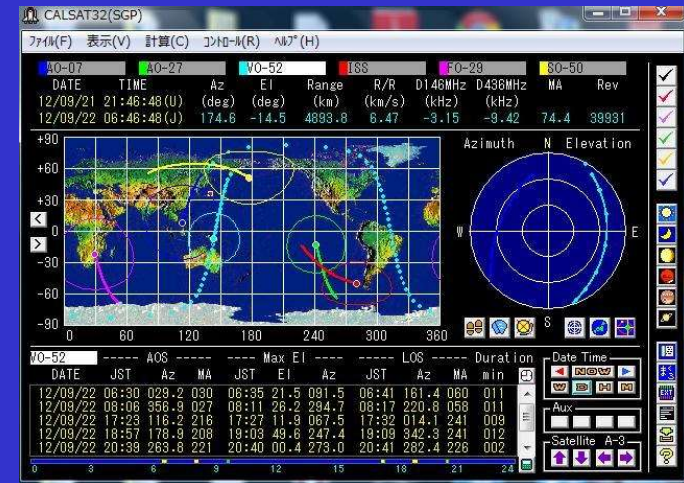 CALSAT32(SGP)
ファイル(F) 表示(V) 計算(C) コントロール(R) ヘルプ(H)
AO-07 AO-27 VO-52 ISS FO-29 SO-50
DATE TIME Az El Range R/R D146MHz D436MHz MA Rev
12/09/21 21:46:48(U) (deg) (deg) (km) (km/s) (kHz) (kHz)
12/09/22 06:46:48(J) 174.6 -14.5 4893.8 6.47 -3.15 -9.42 74.4 39931
+90
+60
+30
0
-30
-60
-90
0 60 120 180 240 300 360
< >
Azimuth N Elevation
W E
S
VO-52 ----- AOS ----- ---- Max El ---- ----- LOS ----- Duration
DATE JST Az MA JST El Az JST Az MA min
12/09/22 06:30 029.2 030 06:35 21.5 091.5 06:41 161.4 060 011
12/09/22 08:06 356.9 027 08:11 26.2 294.7 08:17 220.8 058 011
12/09/22 17:23 116.2 216 17:27 11.9 067.5 17:32 014.1 241 009
12/09/22 18:57 178.9 208 19:03 49.6 247.4 19:09 342.3 241 012
12/09/22 20:39 263.8 221 20:40 00.4 273.0 20:41 282.4 226 002
0 3 6 9 12 15 18 21 24
Date Time
NOW
W D H M
Aux
Satellite A-3
EXT
?